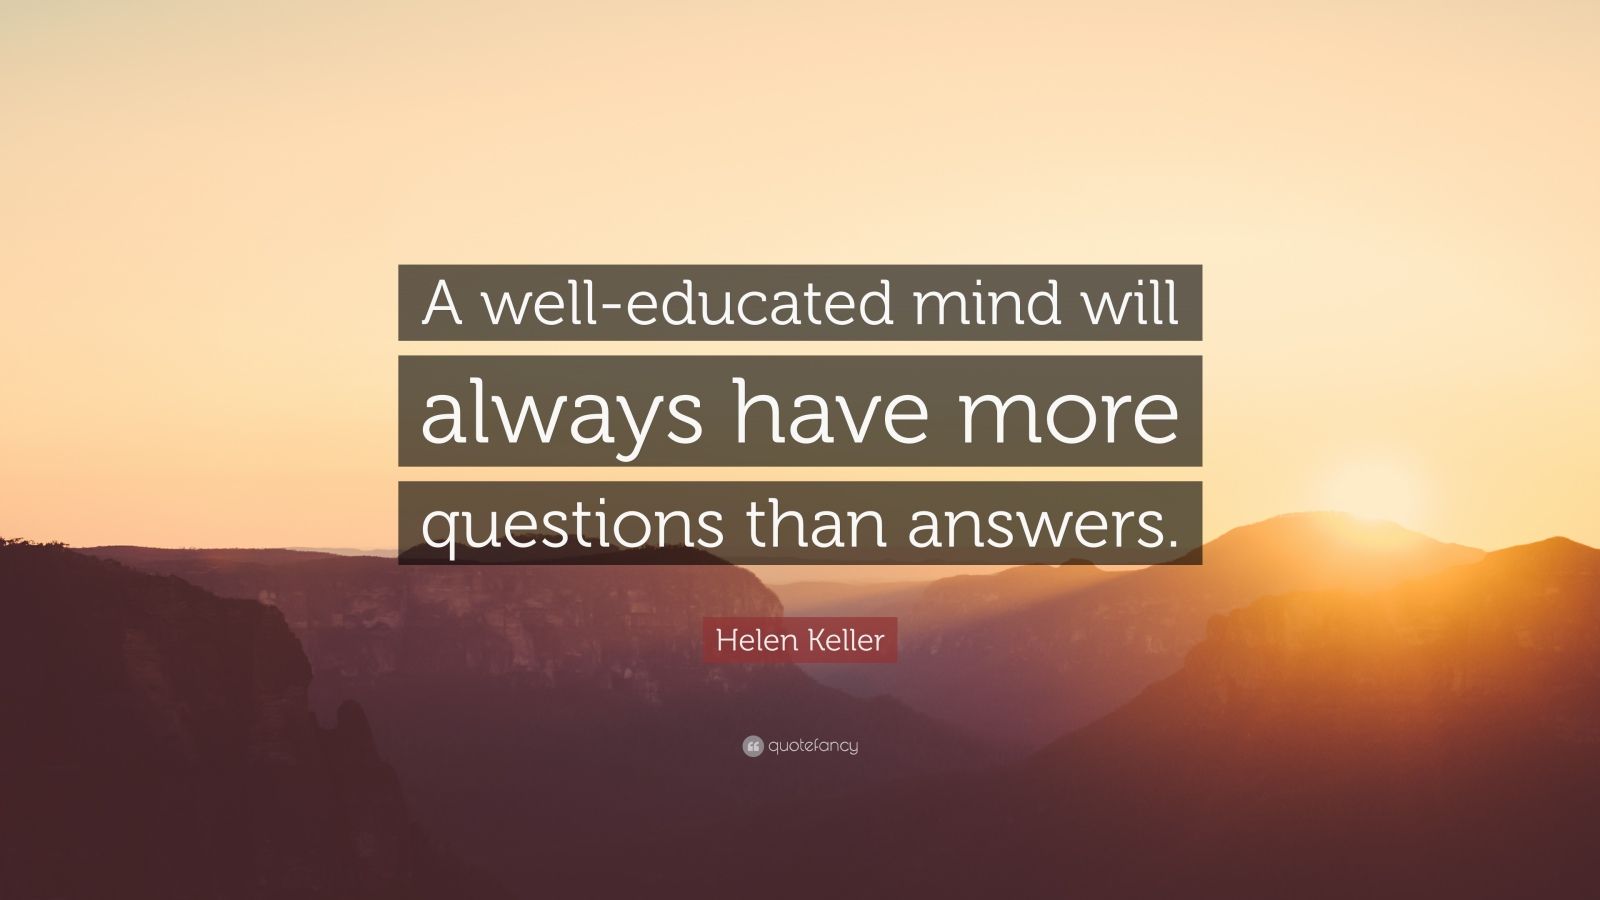 A well-educated mind will
always have more
questions than answers.
Helen Keller
quotefancy